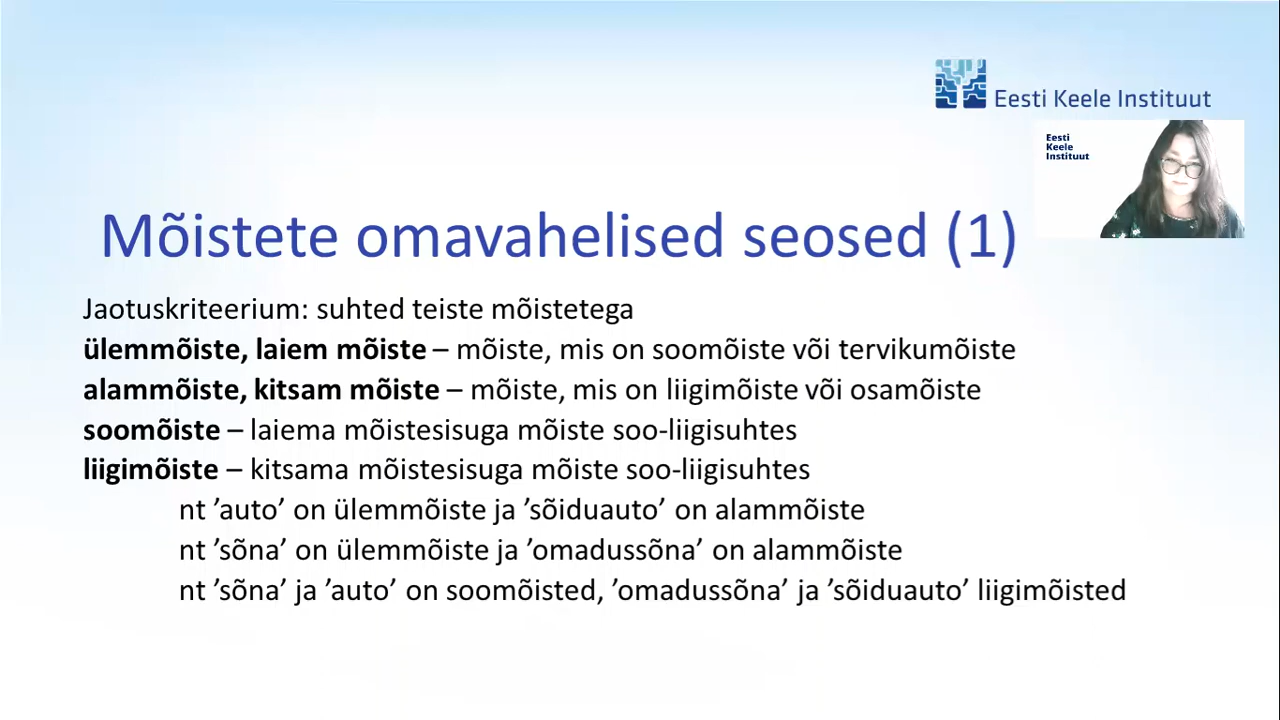 Eesti Keele Instituut
Eesti
Keele
Instituut
Mõistete omavahelised seosed (1)
Jaotuskriteerium: suhted teiste mõistetega
ülemmõiste, laiem mõiste – mõiste, mis on soomõiste või tervikumõiste
alammõiste, kitsam mõiste – mõiste, mis on liigimõiste või osamõiste
soomõiste – laiema mõistesisuga mõiste soo-liigisuhtes
liigimõiste – kitsama mõistesisuga mõiste soo-liigisuhtes
nt ’auto’ on ülemmõiste ja ’sõiduauto’ on alammõiste
nt ’sõna’ on ülemmõiste ja ’omadussõna’ on alammõiste
nt ’sõna’ ja ’auto’ on soomõisted, ’omadussõna’ ja ’sõiduauto’ liigimõisted